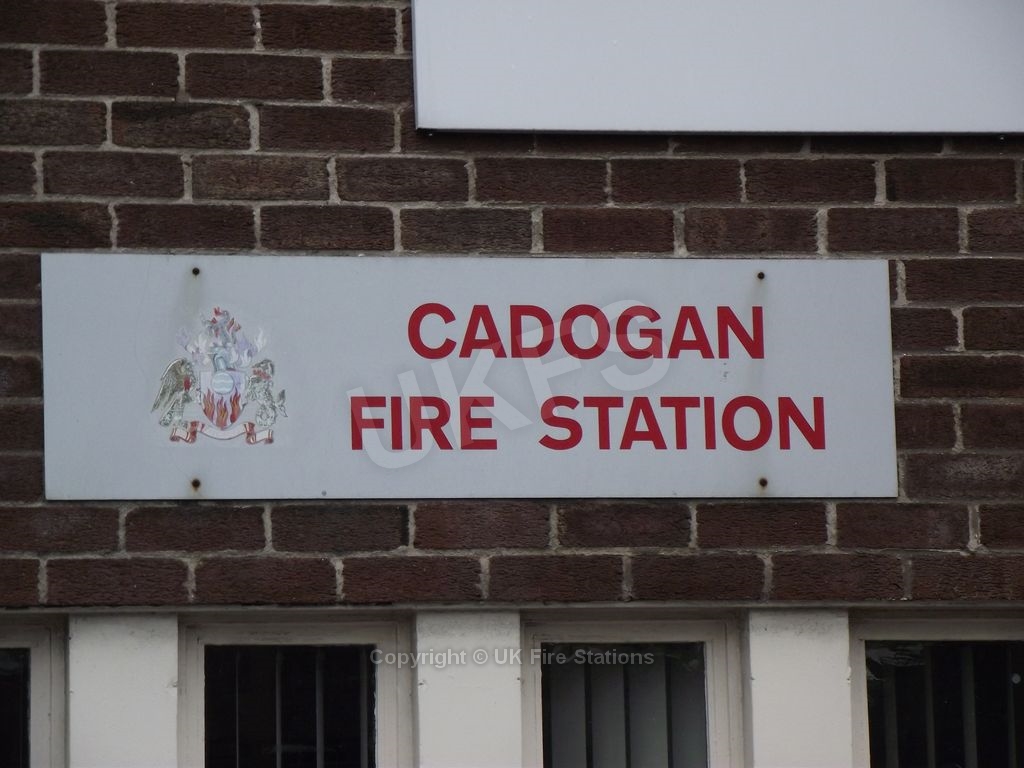 CADOGAN
FIRE STATION
UKFS
Copyright © UK Fire Stations